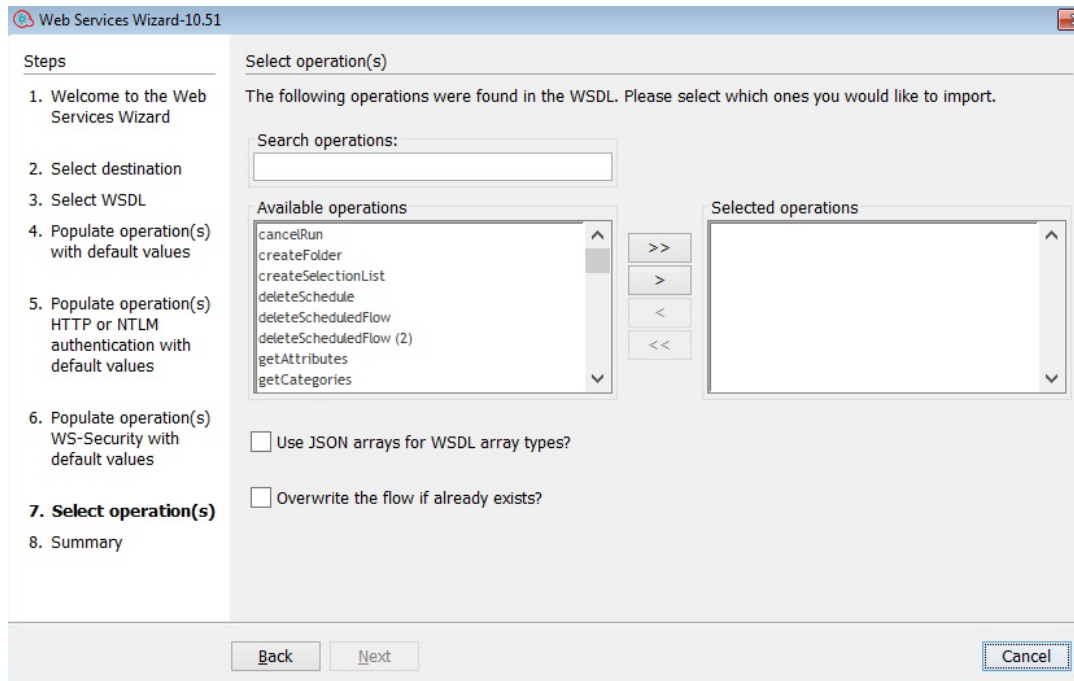 Web Services Wizard-10.51
Steps
1. Welcome to the Web
Services Wizard
2. Select destination
3. Select WSDL
4. Populate operation(s)
with default values
5. Populate operation(s)
HTTP or NTLM
authentication with
default values
6. Populate operation(s)
WS-Security with
default values
7. Select operation(s)
8. Summary
Select operation(s)
The following operations were found in the WSDL. Please select which ones you would like to import.
Search operations:
Available operations
cancelRun
createFolder
createSelectionList
deleteSchedule
deleteScheduledFlow
deleteScheduledFlow (2)
getAttributes
getCategories
>>
>
<
<<
Selected operations
Use JSON arrays for WSDL array types?
Overwrite the flow if already exists?
Back
Next
Cancel